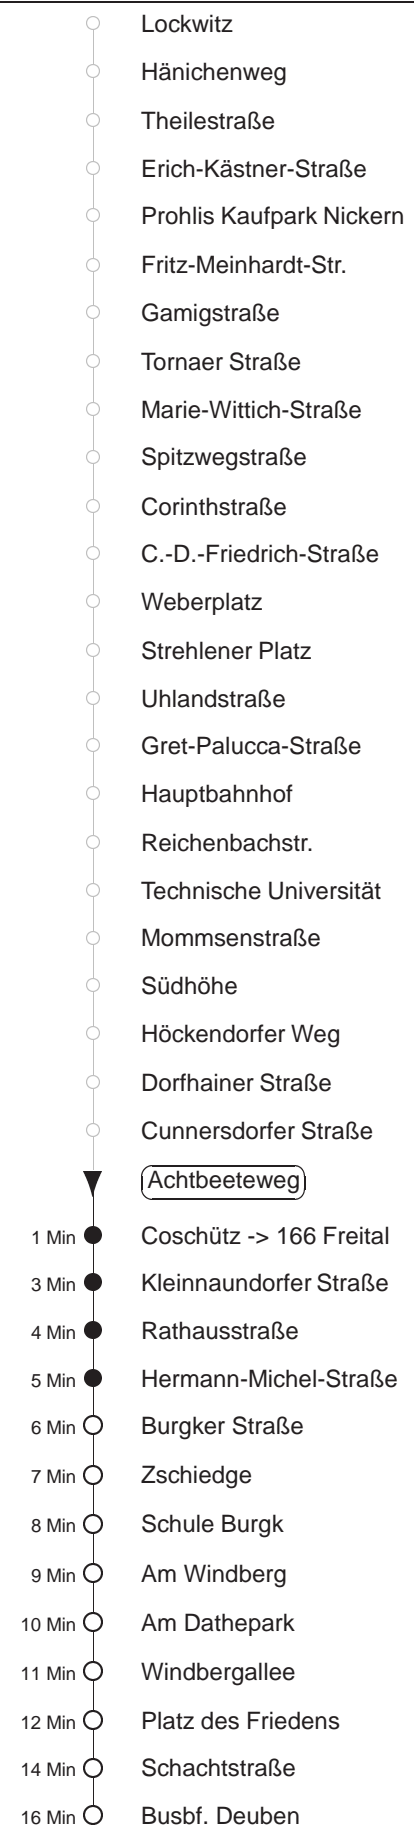 Lockwitz
Hänichenweg
Theilestraße
Erich-Kästner-Straße
Prohlis Kaufpark Nickern
Fritz-Meinhardt-Str.
Gamigstraße
Tornaer Straße
Marie-Wittich-Straße
Spitzwegstraße
Corinthstraße
C.-D.-Friedrich-Straße
Weberplatz
Strehlener Platz
Uhlandstraße
Gret-Palucca-Straße
Hauptbahnhof
Reichenbachstr.
Technische Universität
Mommsenstraße
Südhöhe
Höckendorfer Weg
Dorfhainer Straße
Cunnersdorfer Straße
Achtbeeteweg
1 Min Coschütz -> 166 Freital
3 Min Kleinnaundorfer Straße
4 Min Rathausstraße
5 Min Hermann-Michel-Straße
6 Min Burgker Straße
7 Min Zschiedge
8 Min Schule Burgk
9 Min Am Windberg
10 Min Am Dathepark
11 Min Windbergallee
12 Min Platz des Friedens
14 Min Schachtstraße
16 Min Busbf. Deuben